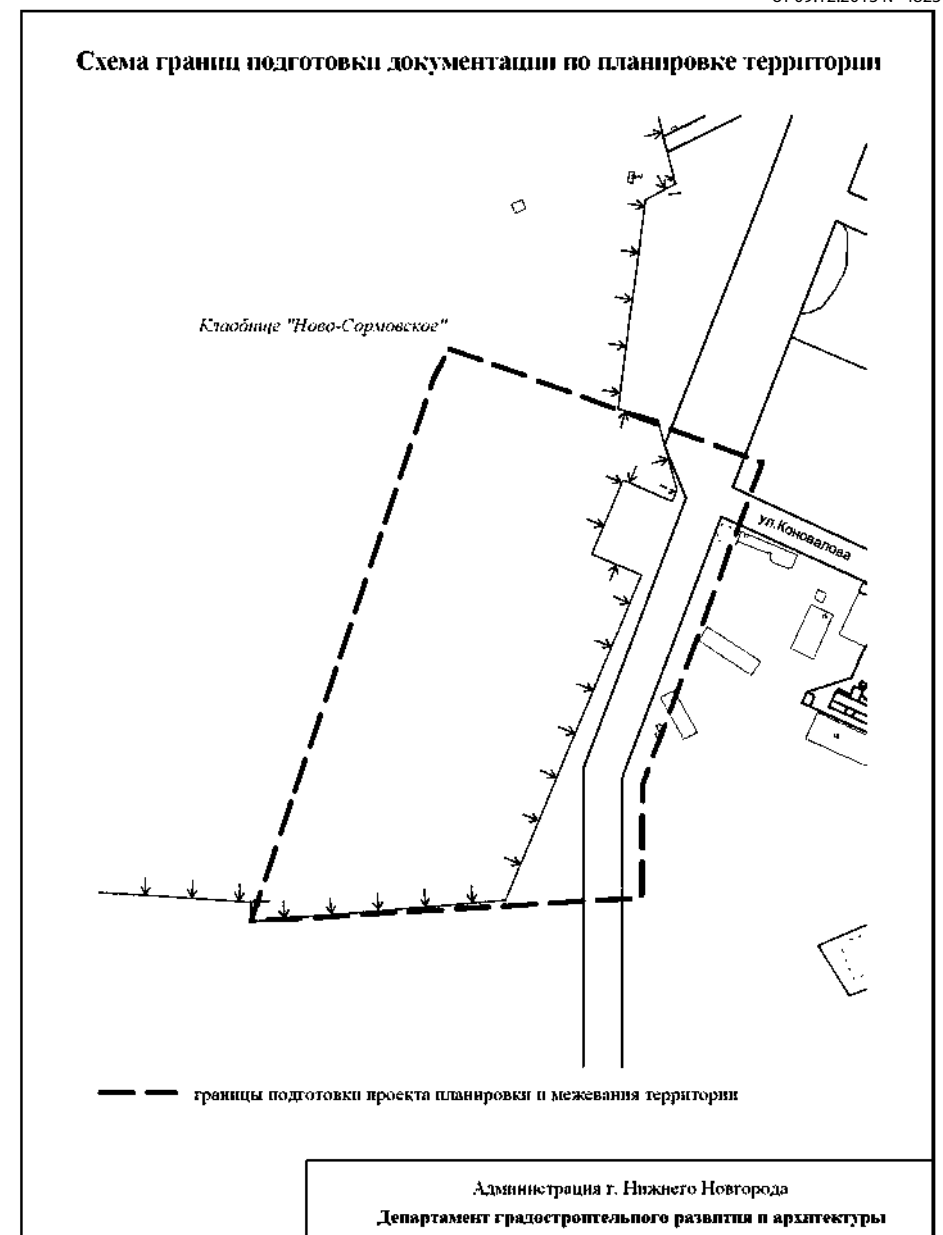 Схема границ подготовки документации по планировке территории
Кладбище "Ново-Сормовское"
ул.Коновалова
границы подготовки проекта планировки и межевания территории
Администрация г. Нижнего Новгорода
Департамент градостроительного развития и архитектуры